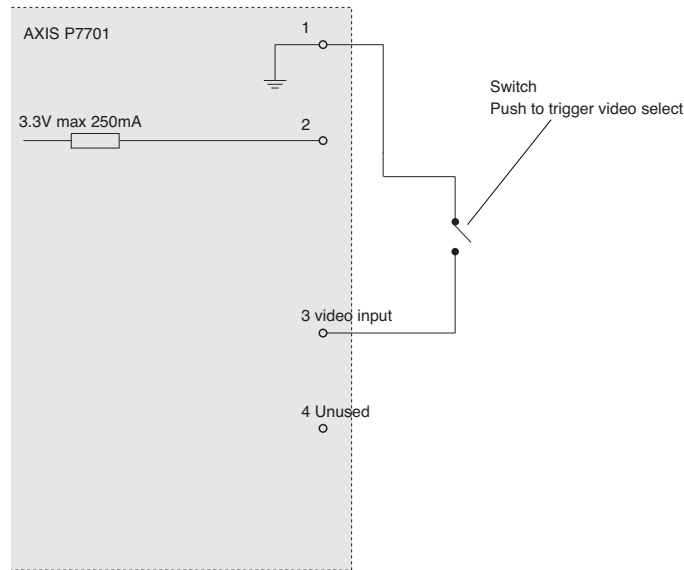 AXIS P7701
1
Switch
Push to trigger video select
3.3V max 250mA
2
3 video input
4 Unused